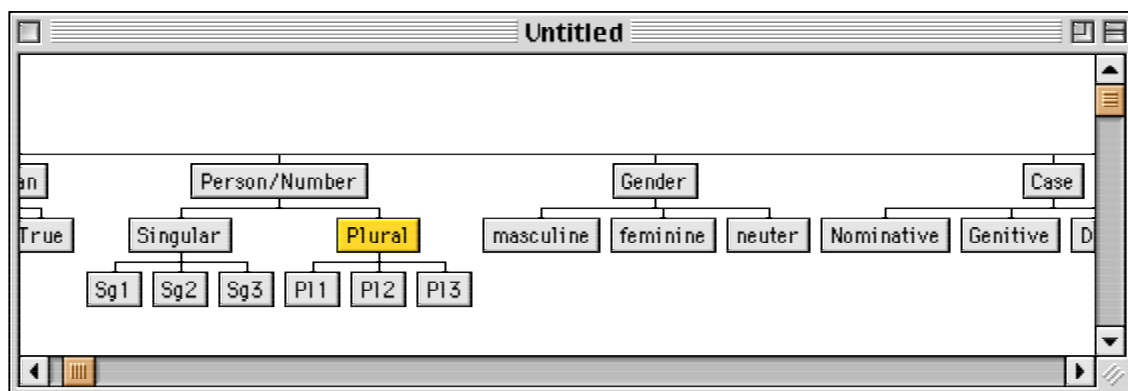 Untitled
an Person/Number Gender Case
True Singular Plural masculine feminine neuter Nominative Genitive D
Sg1 Sg2 Sg3 Pl1 Pl2 Pl3